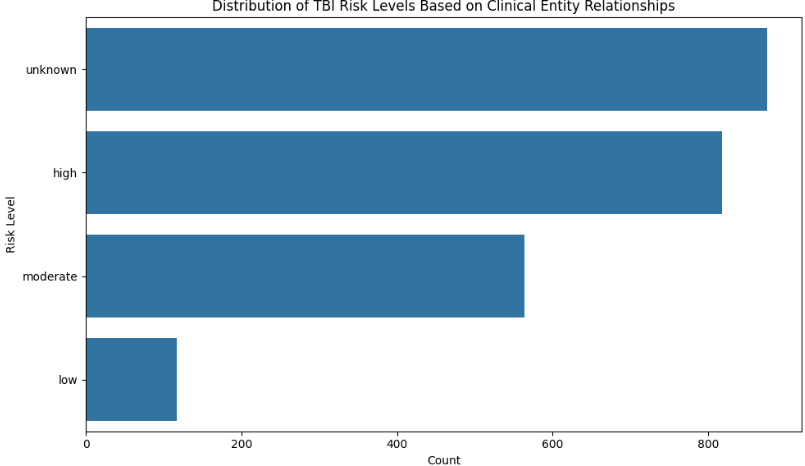 Distribution of TBI Risk Levels Based on Clinical Entity Relationships
Risk Level
unknown
high
moderate
low
0 200 400 600 800
Count